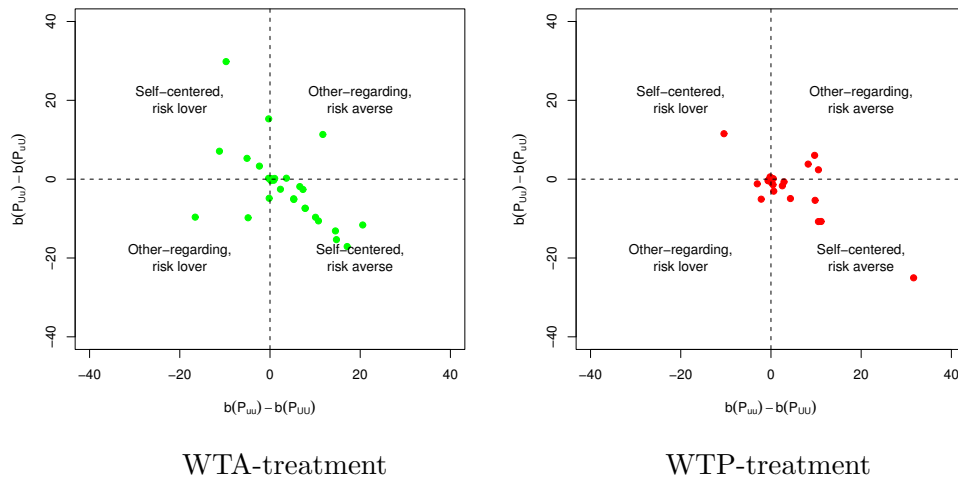 40
20
0
−20
−40
b(P_Uu) − b(P_uU)
Self−centered,
risk lover
Other−regarding,
risk averse
Other−regarding,
risk lover
Self−centered,
risk averse
−40 −20 0 20 40
b(P_uu) − b(P_UU)
WTA-treatment
40
20
0
−20
−40
b(P_Uu) − b(P_uU)
Self−centered,
risk lover
Other−regarding,
risk averse
Other−regarding,
risk lover
Self−centered,
risk averse
−40 −20 0 20 40
b(P_uu) − b(P_UU)
WTP-treatment